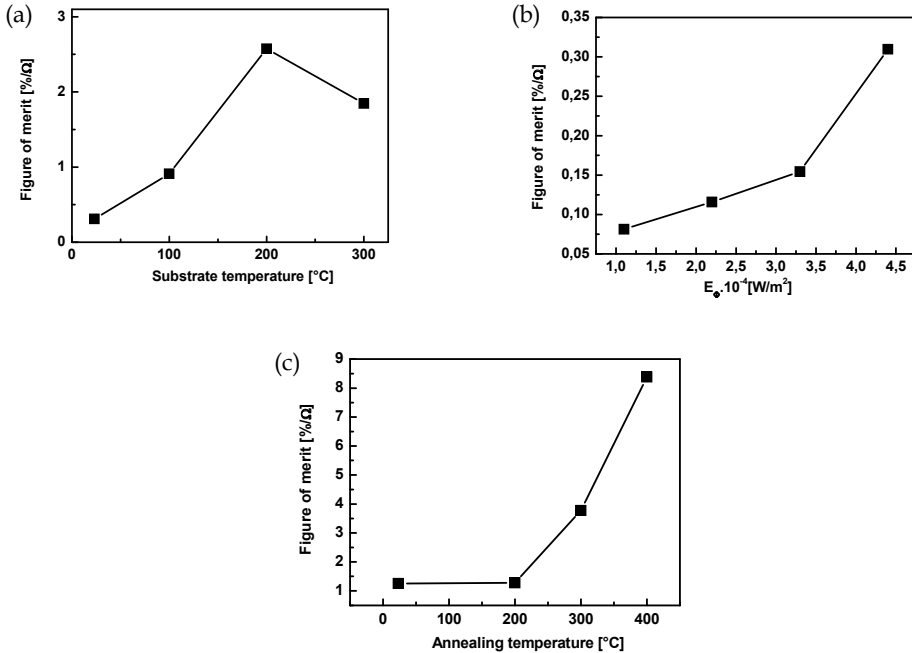 (a)
3
2
1
0
Figure of merit [%/Ω]
0 100 200 300
Substrate temperature [°C]
(b)
0,35
0,30
0,25
0,20
0,15
0,10
0,05
Figure of merit [%/Ω]
1,0 1,5 2,0 2,5 3,0 3,5 4,0 4,5
E_Φ.10⁻⁴[W/m²]
(c)
9
8
7
6
5
4
3
2
1
Figure of merit [%/Ω]
0 100 200 300 400
Annealing temperature [°C]